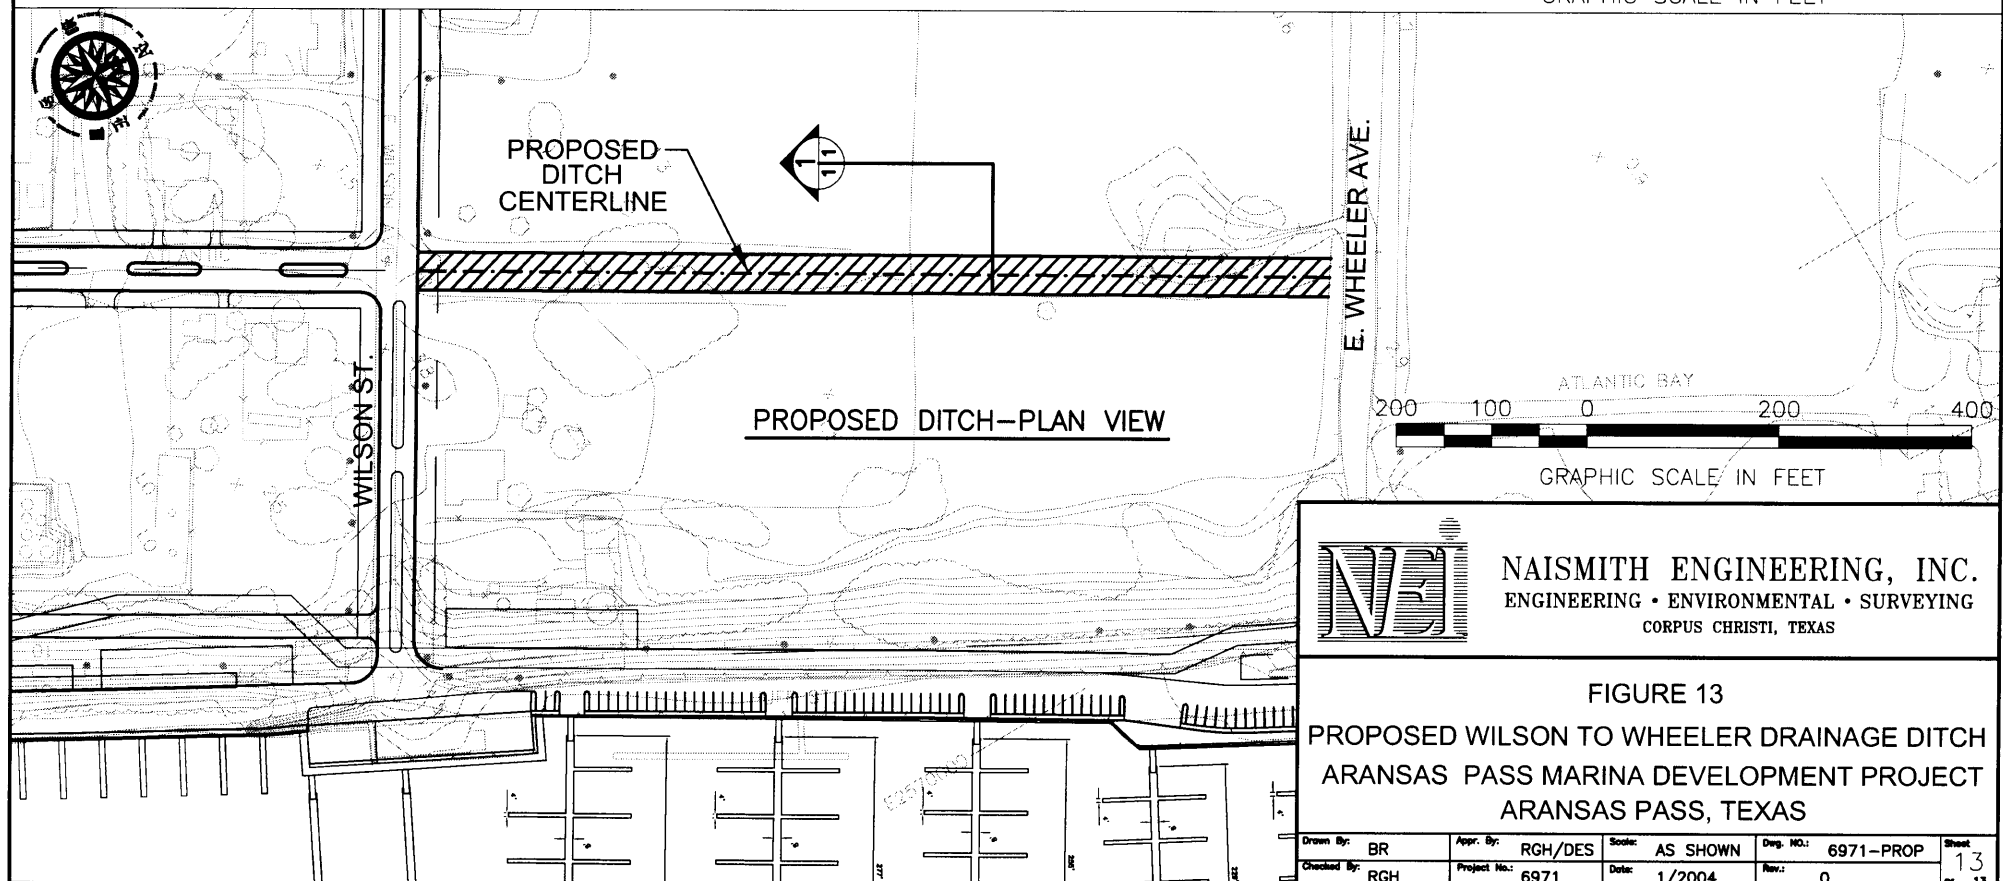 GRAPHIC SCALE IN FEET
PROPOSED
DITCH
CENTERLINE
1
11
E. WHEELER AVE.
WILSON ST.
PROPOSED DITCH-PLAN VIEW
ATLANTIC BAY
200 100 0 200 400
GRAPHIC SCALE IN FEET
NEI
NAISMITH ENGINEERING, INC.
ENGINEERING • ENVIRONMENTAL • SURVEYING
CORPUS CHRISTI, TEXAS
FIGURE 13
PROPOSED WILSON TO WHEELER DRAINAGE DITCH
ARANSAS PASS MARINA DEVELOPMENT PROJECT
ARANSAS PASS, TEXAS
Drawn By: BR Appr. By: RGH/DES Scale: AS SHOWN Dwg. NO.: 6971-PROP Sheet 13
Checked By: RGH Project No.: 6971 Date: 1/2004 Rev.: 0